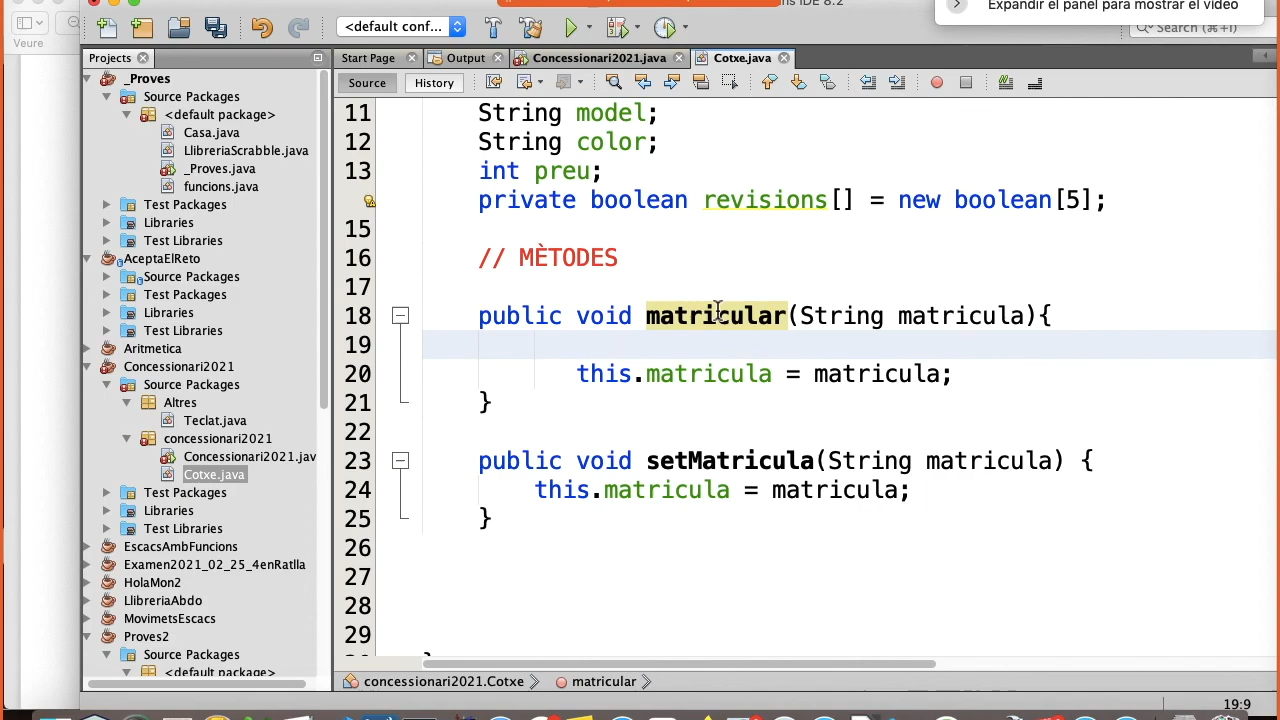 IDE 8.2
Expandir el panel para mostrar el vídeo
Veure
<default conf...
Search (⌘+I)
Projects
Start Page
Output
Concessionari2021.java
Cotxe.java
Source
History
_Proves
Source Packages
<default package>
Casa.java
LlibreriaScrabble.java
_Proves.java
funcions.java
Test Packages
Libraries
Test Libraries
AceptaElReto
Source Packages
Test Packages
Libraries
Test Libraries
Aritmetica
Concessionari2021
Source Packages
Altres
Teclat.java
concessionari2021
Concessionari2021.jav
Cotxe.java
Test Packages
Libraries
Test Libraries
EscacsAmbFuncions
Examen2021_02_25_4enRatlla
HolaMon2
LlibreriaAbdo
MovimetsEscacs
Proves2
Source Packages
<default package>
11 String model;
12 String color;
13 int preu;
private boolean revisions[] = new boolean[5];
15
16 // MÈTODES
17
18 public void matricular(String matricula){
19
20 this.matricula = matricula;
21 }
22
23 public void setMatricula(String matricula) {
24 this.matricula = matricula;
25 }
26
27
28
29
concessionari2021.Cotxe
matricular
19:9